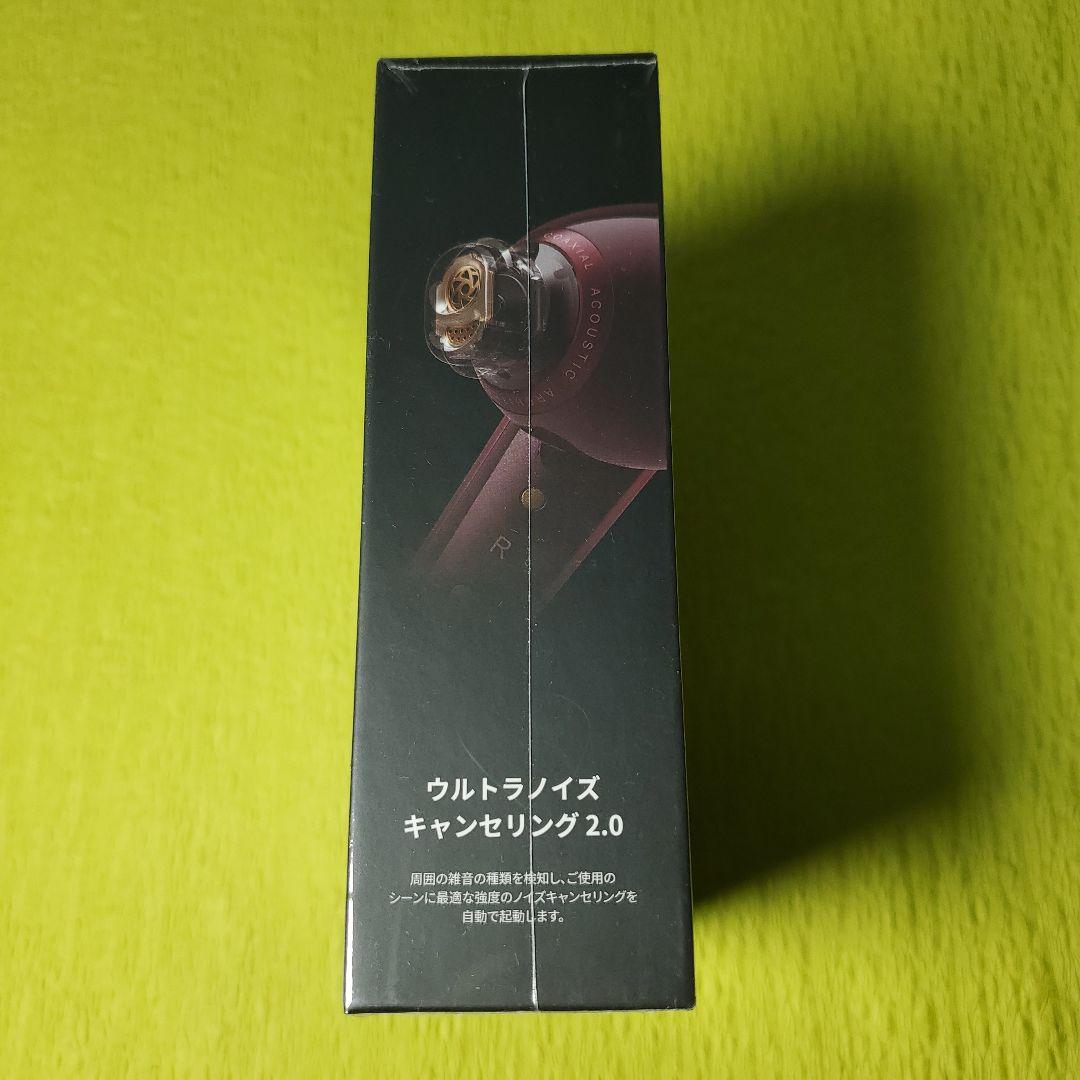 COAXIAL ACOUSTIC
R
ウルトラノイズ
キャンセリング 2.0
周囲の雑音の種類を検知し、ご使用の
シーンに最適な強度のノイズキャンセリングを
自動で起動します。